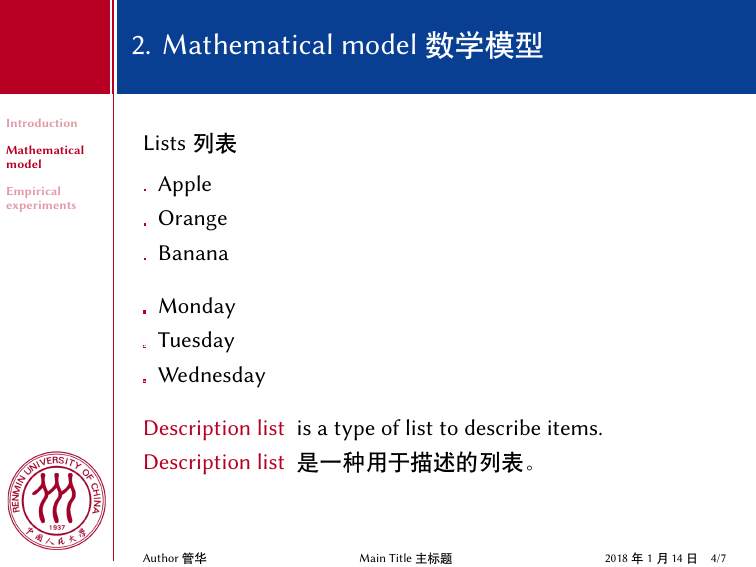 2. Mathematical model 数学模型
Introduction
Mathematical
model
Empirical
experiments
Lists 列表
Apple
Orange
Banana
Monday
Tuesday
Wednesday
Description list is a type of list to describe items.
Description list 是一种用于描述的列表。
RENMIN UNIVERSITY OF CHINA
1937
中国人民大学
Author 管华
Main Title 主标题
2018 年 1 月 14 日 4/7